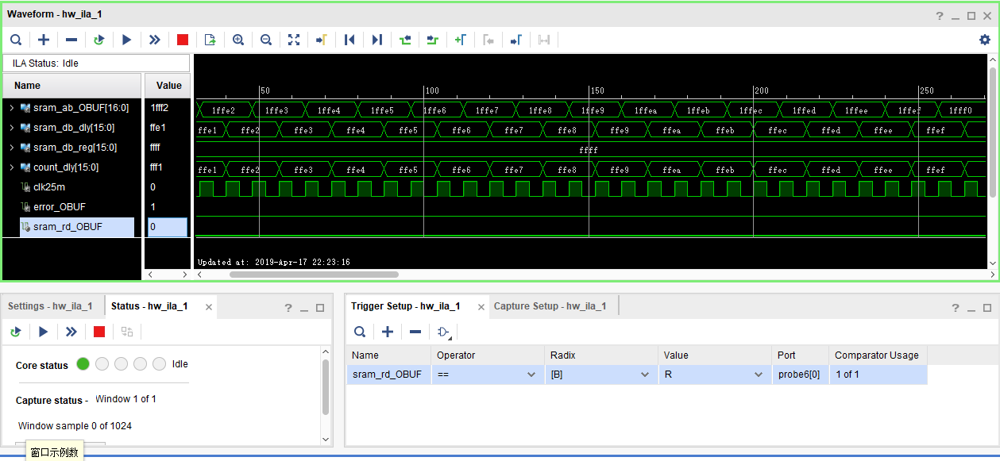 Waveform - hw_ila_1
ILA Status: Idle
Name Value
sram_ab_OBUF[16:0] 1fff2
sram_db_dly[15:0] ffe1
sram_db_reg[15:0] ffff
count_dly[15:0] fff1
clk25m 0
error_OBUF 1
sram_rd_OBUF 0
50 100 150 200 250
1ffe2 1ffe3 1ffe4 1ffe5 1ffe6 1ffe7 1ffe8 1ffe9 1ffea 1ffeb 1ffec 1ffed 1ffee 1ffef 1fff0
ffe1 ffe2 ffe3 ffe4 ffe5 ffe6 ffe7 ffe8 ffe9 ffea ffeb ffec ffed ffee ffef
ffff
ffe1 ffe2 ffe3 ffe4 ffe5 ffe6 ffe7 ffe8 ffe9 ffea ffeb ffec ffed ffee ffef
Updated at: 2019-Apr-17 22:23:16
Settings - hw_ila_1 Status - hw_ila_1
Core status Idle
Capture status - Window 1 of 1
Window sample 0 of 1024
窗口示例数
Trigger Setup - hw_ila_1 Capture Setup - hw_ila_1
Name Operator Radix Value Port Comparator Usage
sram_rd_OBUF == [B] R probe6[0] 1 of 1